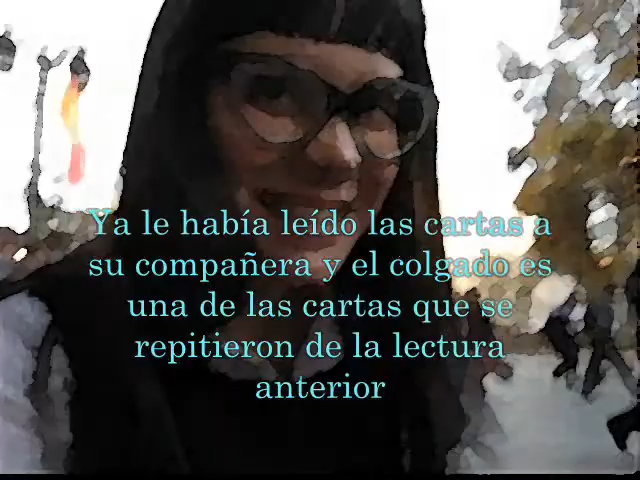 Ya le había leído las cartas a
su compañera y el colgado es
una de las cartas que se
repitieron de la lectura
anterior